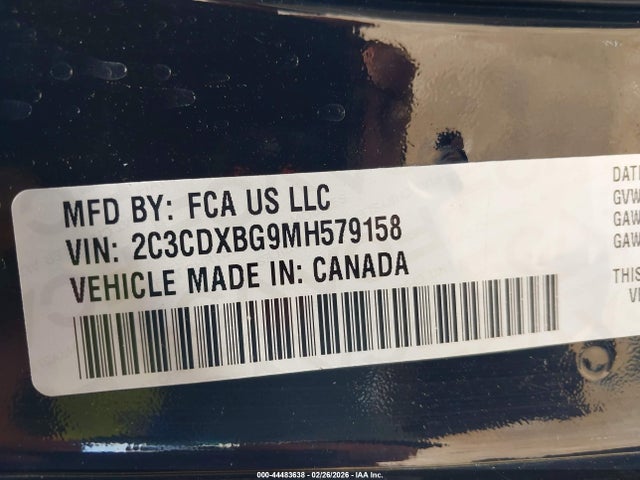 MFD BY: FCA US LLC
VIN: 2C3CDXBG9MH579158
VEHICLE MADE IN: CANADA
GVW
GAW
GAW
THIS
000-44483638 - 02/26/2026 - IAA Inc.